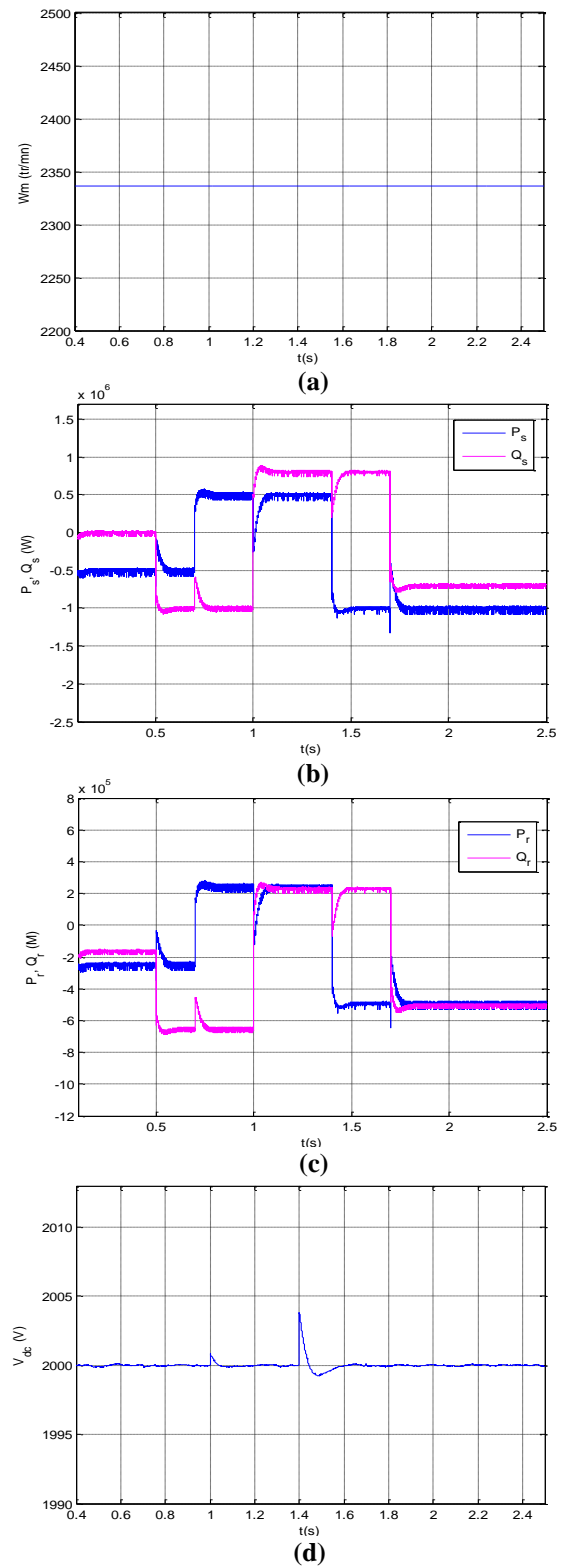 2500
2450
2400
2350
2300
2250
2200
Wm (tr/mn)
0.4 0.6 0.8 1 1.2 1.4 1.6 1.8 2 2.2 2.4
t(s)
(a)
x 10^6
1.5
1
0.5
0
-0.5
-1
-1.5
-2
-2.5
P_s, Q_s (W)
P_s
Q_s
0.5 1 1.5 2 2.5
t(s)
(b)
x 10^5
8
6
4
2
0
-2
-4
-6
-8
-10
-12
P_r, Q_r (M)
P_r
Q_r
0.5 1 1.5 2 2.5
t(s)
(c)
2010
2005
2000
1995
1990
V_dc (V)
0.4 0.6 0.8 1 1.2 1.4 1.6 1.8 2 2.2 2.4
t(s)
(d)